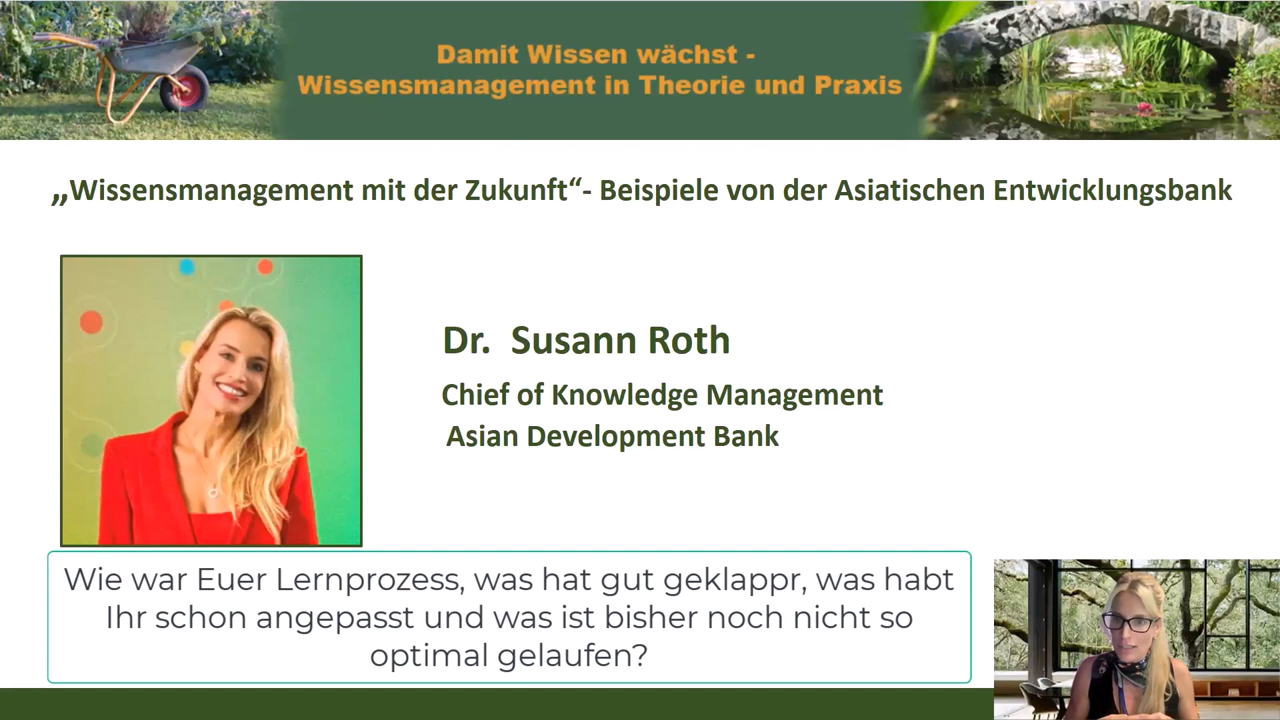 Damit Wissen wächst -
Wissensmanagement in Theorie und Praxis
„Wissensmanagement mit der Zukunft“- Beispiele von der Asiatischen Entwicklungsbank
Dr. Susann Roth
Chief of Knowledge Management
Asian Development Bank
Wie war Euer Lernprozess, was hat gut geklappr, was habt
Ihr schon angepasst und was ist bisher noch nicht so
optimal gelaufen?